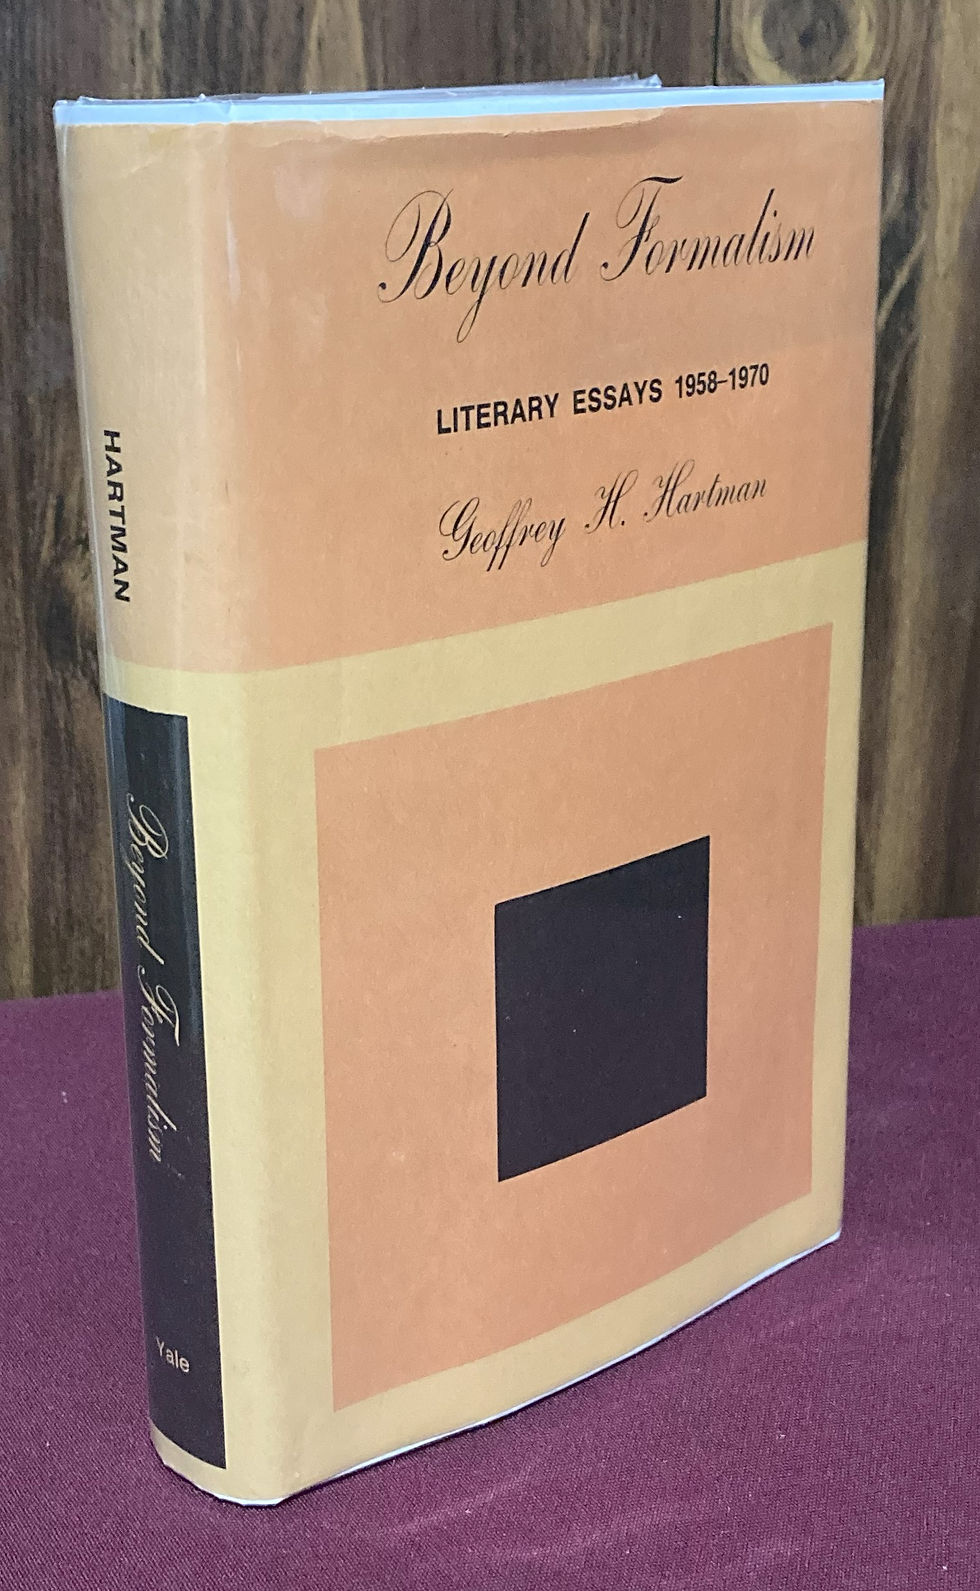 Beyond Formalism
LITERARY ESSAYS 1958–1970
Geoffrey H. Hartman
HARTMAN
Beyond Formalism
Yale